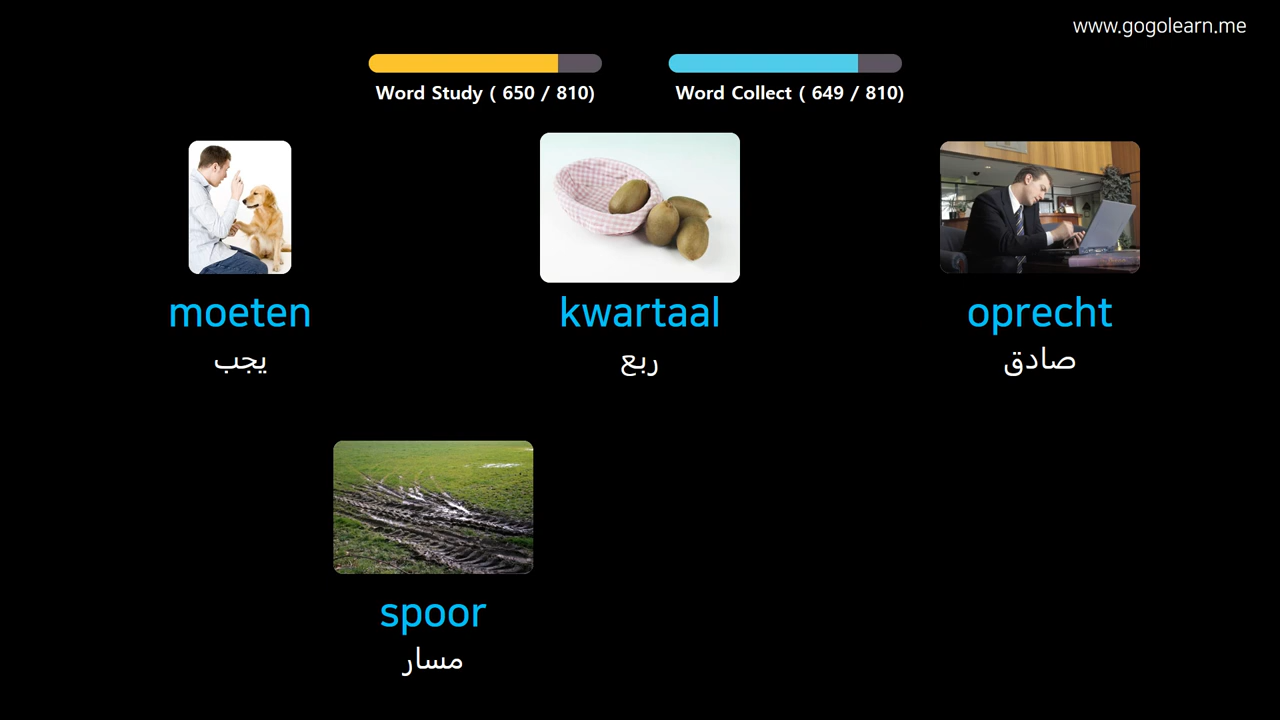 www.gogolearn.me
Word Study ( 650 / 810)
Word Collect ( 649 / 810)
moeten
يجب
kwartaal
ربع
oprecht
صادق
spoor
مسار